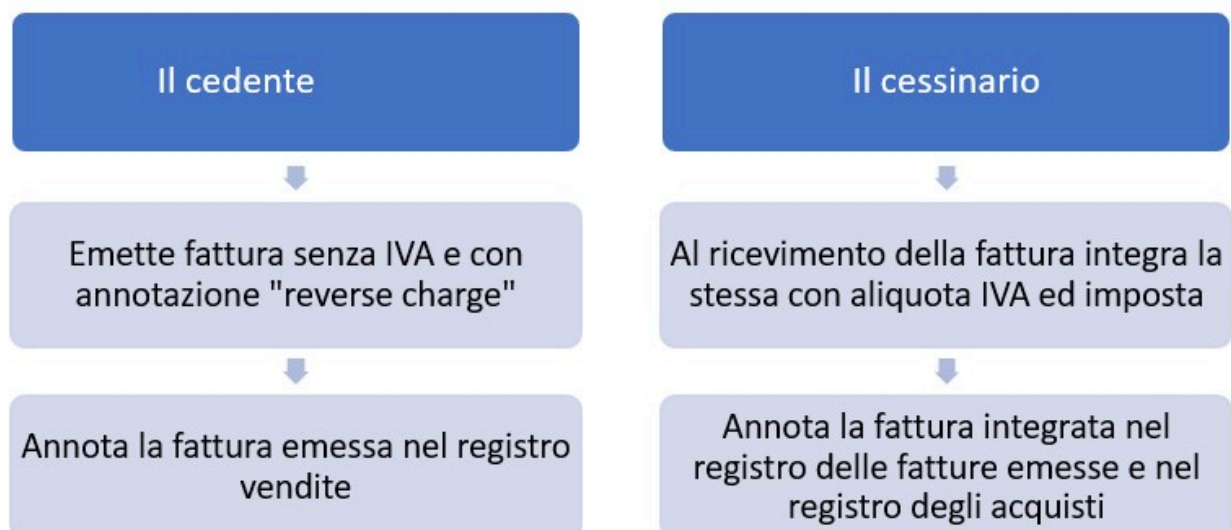 Il cedente
Emette fattura senza IVA e con
annotazione "reverse charge"
Annota la fattura emessa nel registro
vendite
Il cessinario
Al ricevimento della fattura integra la
stessa con aliquota IVA ed imposta
Annota la fattura integrata nel
registro delle fatture emesse e nel
registro degli acquisti